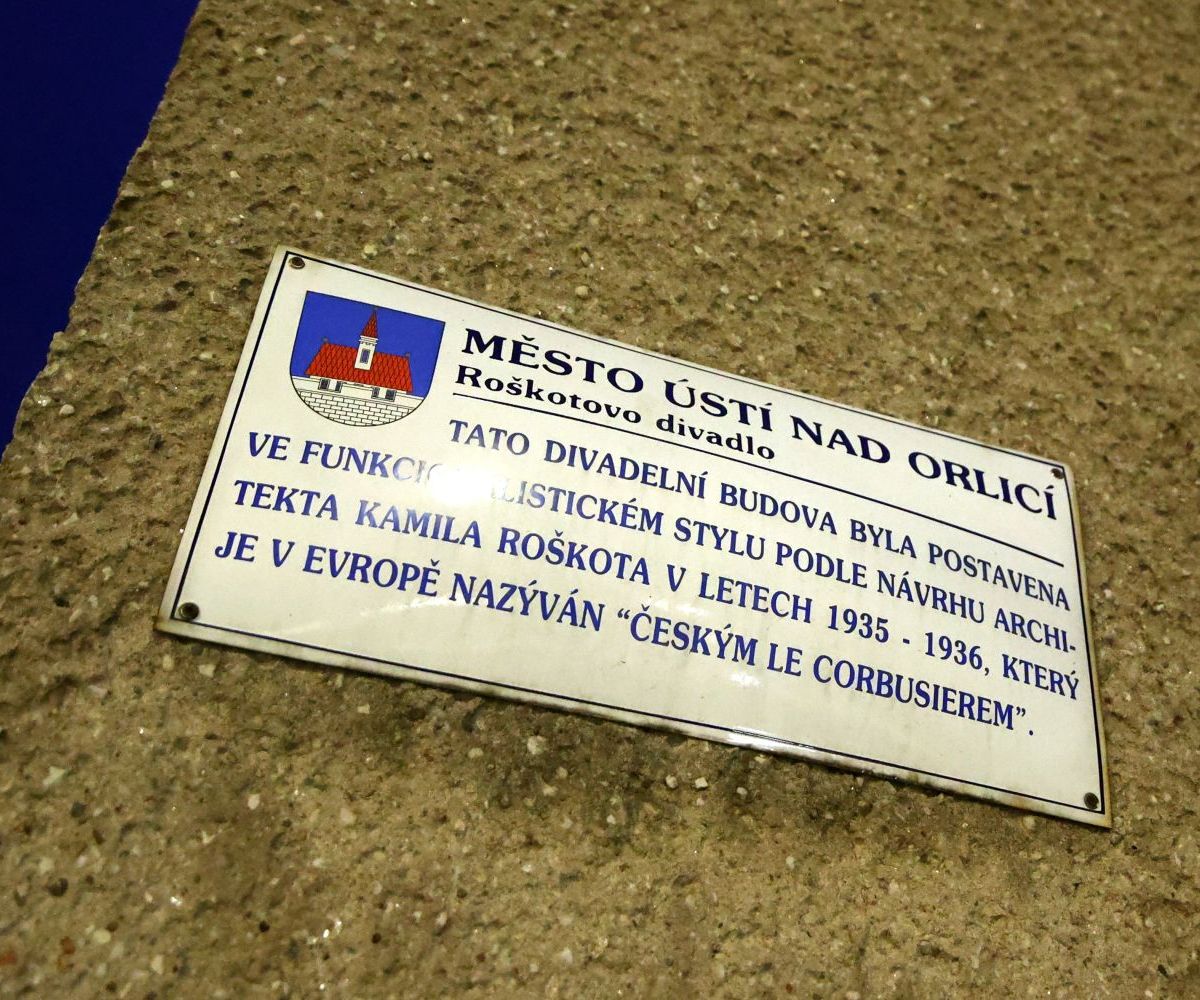 MĚSTO ÚSTÍ NAD ORLICÍ
Roškotovo divadlo
TATO DIVADELNÍ BUDOVA BYLA POSTAVENA
VE STYLU PODLE NÁVRHU ARCHI-
TEKTA KAMILA ROŠKOTA V LETECH 1935 - 1936, KTERÝ
JE V EVROPĚ NAZÝVÁN “ČESKÝM LE CORBUSIEREM”.